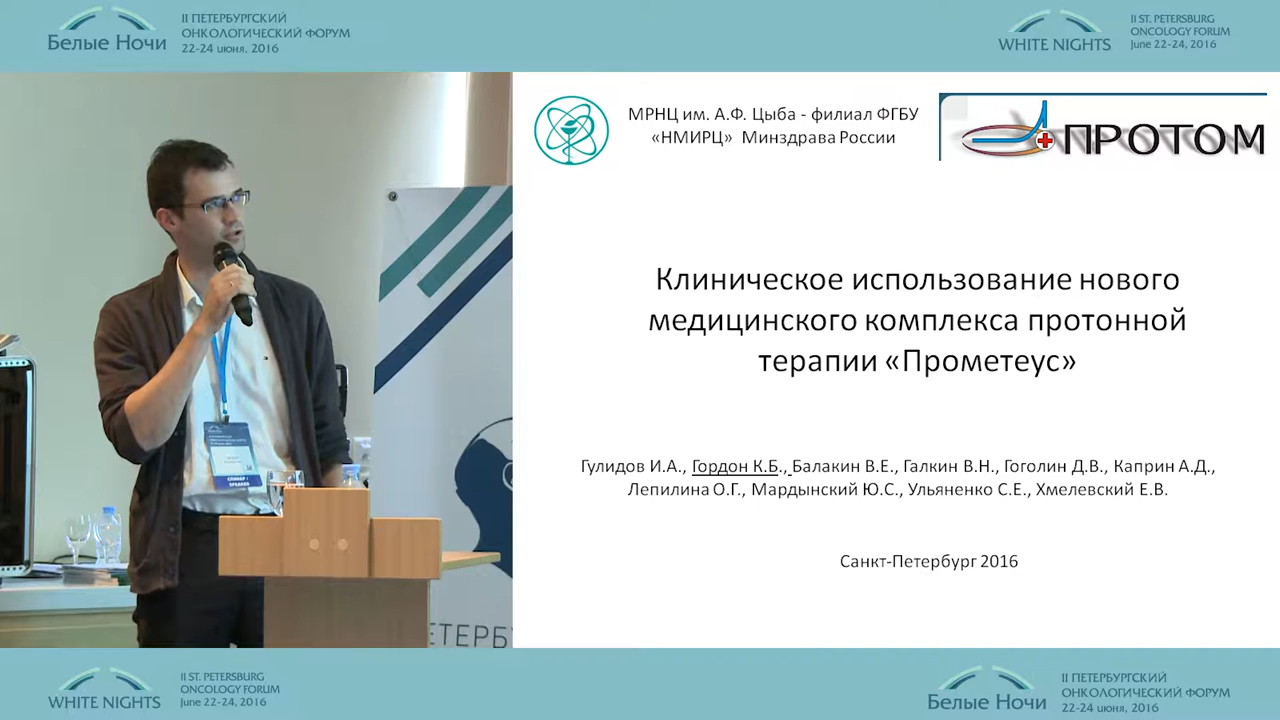 Белые Ночи
II ПЕТЕРБУРГСКИЙ
ОНКОЛОГИЧЕСКИЙ ФОРУМ
22-24 июня, 2016
WHITE NIGHTS
II ST. PETERSBURG
ONCOLOGY FORUM
June 22-24, 2016
МРНЦ им. А.Ф. Цыба - филиал ФГБУ
«НМИРЦ» Минздрава России
ПРОТОМ
Клиническое использование нового
медицинского комплекса протонной
терапии «Прометеус»
Гулидов И.А., Гордон К.Б., Балакин В.Е., Галкин В.Н., Гоголин Д.В., Каприн А.Д.,
Лепилина О.Г., Мардынский Ю.С., Ульяненко С.Е., Хмелевский Е.В.
Санкт-Петербург 2016
СПИКЕР /
SPEAKER
ЕТЕРБ
WHITE NIGHTS
II ST. PETERSBURG
ONCOLOGY FORUM
June 22-24, 2016
Белые Ночи
II ПЕТЕРБУРГСКИЙ
ОНКОЛОГИЧЕСКИЙ ФОРУМ
22-24 июня, 2016